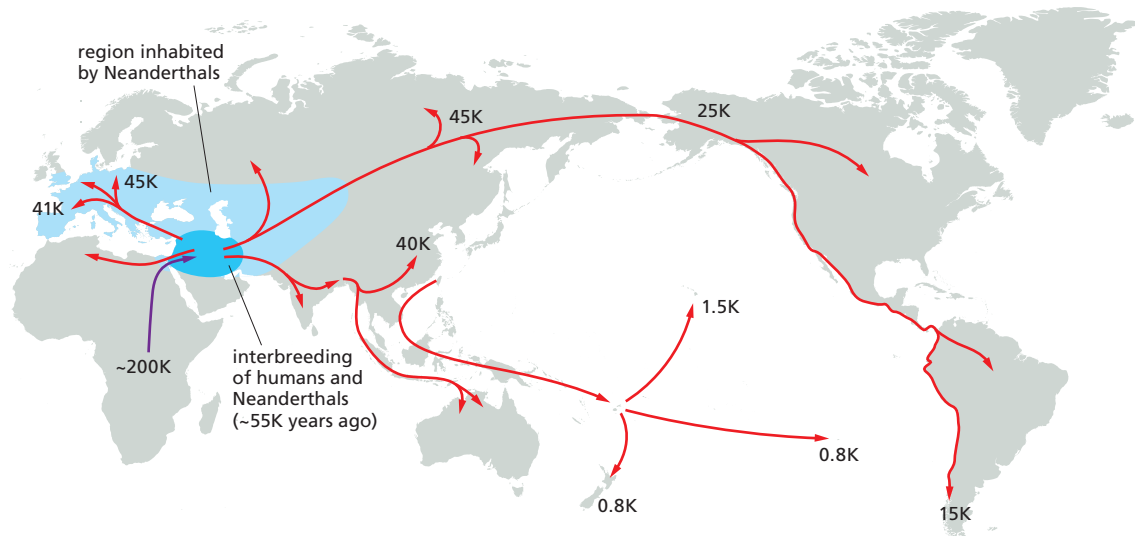 region inhabited
by Neanderthals
45K
25K
45K
41K
40K
1.5K
~200K
interbreeding
of humans and
Neanderthals
(~55K years ago)
0.8K
0.8K
15K